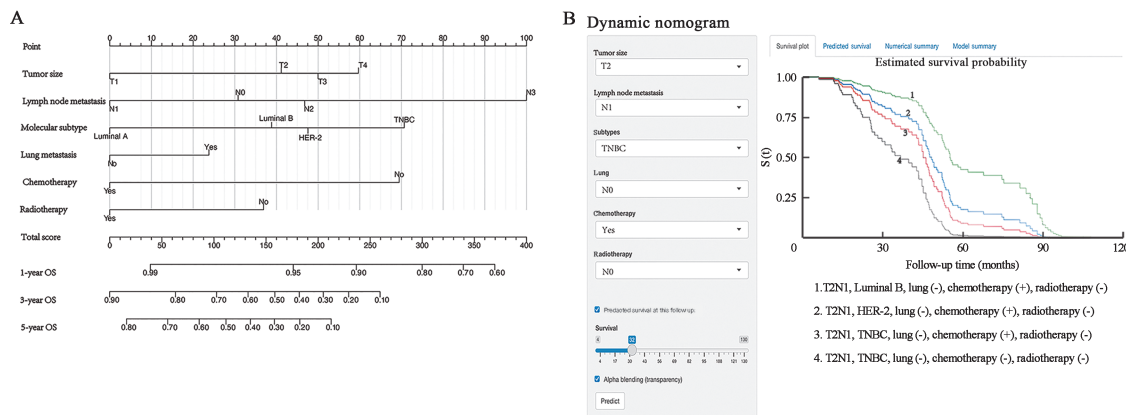 A
Point
0 10 20 30 40 50 60 70 80 90 100
Tumor size
T1 T2 T3 T4
Lymph node metastasis
N1 N0 N2 N3
Molecular subtype
Luminal A Luminal B HER-2 TNBC
Lung metastasis
No Yes
Chemotherapy
Yes No
Radiotherapy
Yes No
Total score
0 50 100 150 200 250 300 350 400
1-year OS
0.99 0.95 0.90 0.80 0.70 0.60
3-year OS
0.90 0.80 0.70 0.60 0.50 0.40 0.30 0.20 0.10
5-year OS
0.80 0.70 0.60 0.50 0.40 0.30 0.20 0.10
B
Dynamic nomogram
Tumor size
T2
Lymph node metastasis
N1
Subtypes
TNBC
Lung
N0
Chemotherapy
Yes
Radiotherapy
N0
Predacted survival at this follow up:
Survival
4 32 130
Alpha blending (transparency)
Predict
Survival plot Predicted survival Numerical summary Model summary
Estimated survival probability
S (t)
1.00
0.75
0.50
0.25
0 30 60 90 120
1
2
3
4
Follow-up time (months)
1.T2N1, Luminal B, lung (-), chemotherapy (+), radiotherapy (-)
2. T2N1, HER-2, lung (-), chemotherapy (+), radiotherapy (-)
3. T2N1, TNBC, lung (-), chemotherapy (+), radiotherapy (-)
4. T2N1, TNBC, lung (-), chemotherapy (-), radiotherapy (-)